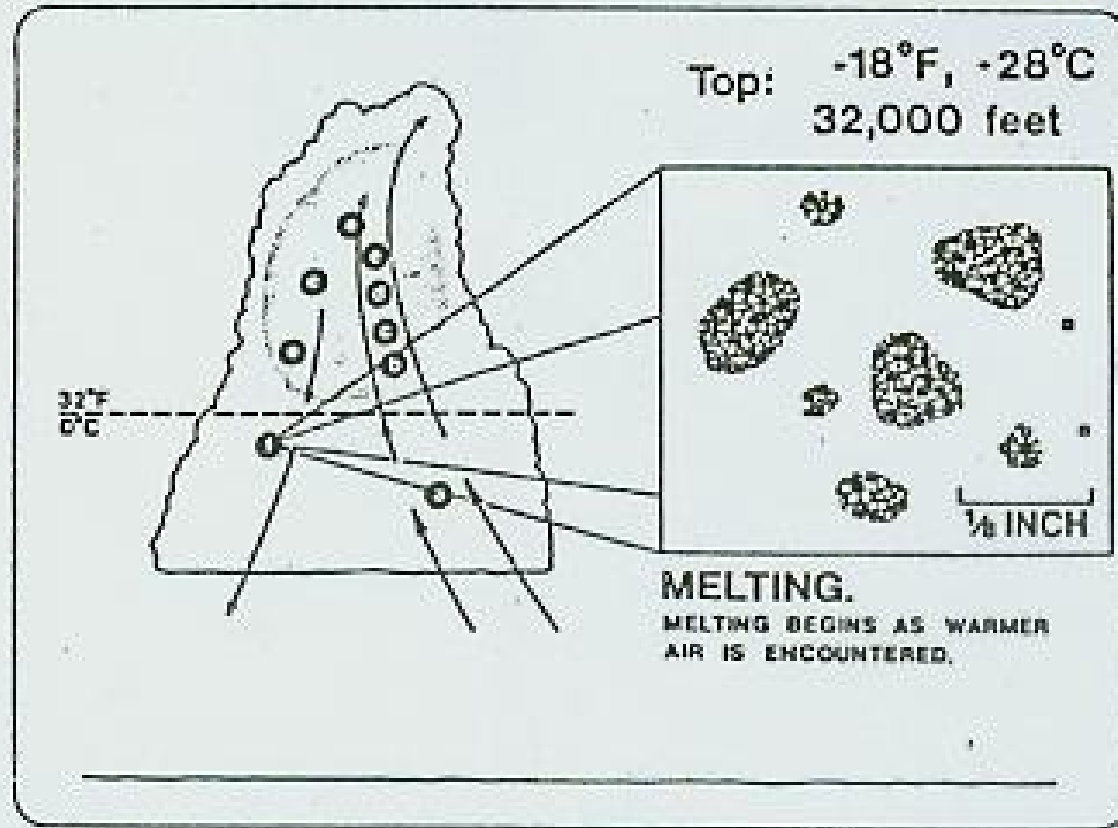 Top: -18°F, -28°C
32,000 feet
32°F
0°C
⅛ INCH
MELTING.
MELTING BEGINS AS WARMER
AIR IS ENCOUNTERED.